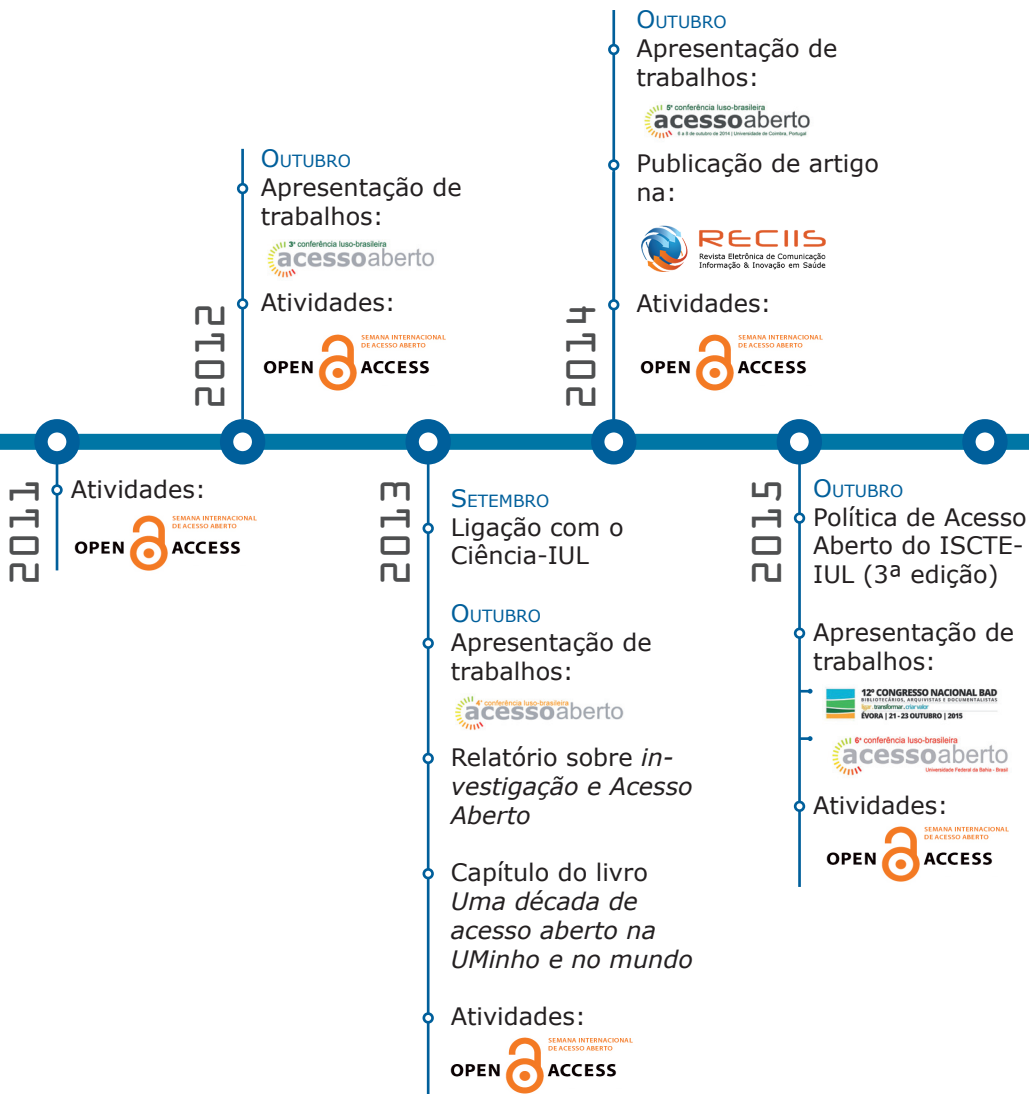 2011
Atividades:
SEMANA INTERNACIONAL
DE ACESSO ABERTO
OPEN ACCESS
2012
OUTUBRO
Apresentação de
trabalhos:
3ª conferência luso-brasileira
acessoaberto
Atividades:
SEMANA INTERNACIONAL
DE ACESSO ABERTO
OPEN ACCESS
2013
SETEMBRO
Ligação com o
Ciência-IUL
OUTUBRO
Apresentação de
trabalhos:
4ª conferência luso-brasileira
acessoaberto
Relatório sobre in-
vestigação e Acesso
Aberto
Capítulo do livro
Uma década de
acesso aberto na
UMinho e no mundo
Atividades:
SEMANA INTERNACIONAL
DE ACESSO ABERTO
OPEN ACCESS
2014
OUTUBRO
Apresentação de
trabalhos:
5ª conferência luso-brasileira
acessoaberto
6 a 8 de outubro de 2014 | Universidade de Coimbra, Portugal
Publicação de artigo
na:
RECIIS
Revista Eletrônica de Comunicação
Informação & Inovação em Saúde
Atividades:
SEMANA INTERNACIONAL
DE ACESSO ABERTO
OPEN ACCESS
2015
OUTUBRO
Política de Acesso
Aberto do ISCTE-
IUL (3ª edição)
Apresentação de
trabalhos:
12º CONGRESSO NACIONAL BAD
BIBLIOTECÁRIOS, ARQUIVISTAS E DOCUMENTALISTAS
ligar.transformar.criarvalor
ÉVORA | 21 - 23 OUTUBRO | 2015
6ª conferência luso-brasileira
acessoaberto
Universidade Federal da Bahia - Brasil
Atividades:
SEMANA INTERNACIONAL
DE ACESSO ABERTO
OPEN ACCESS